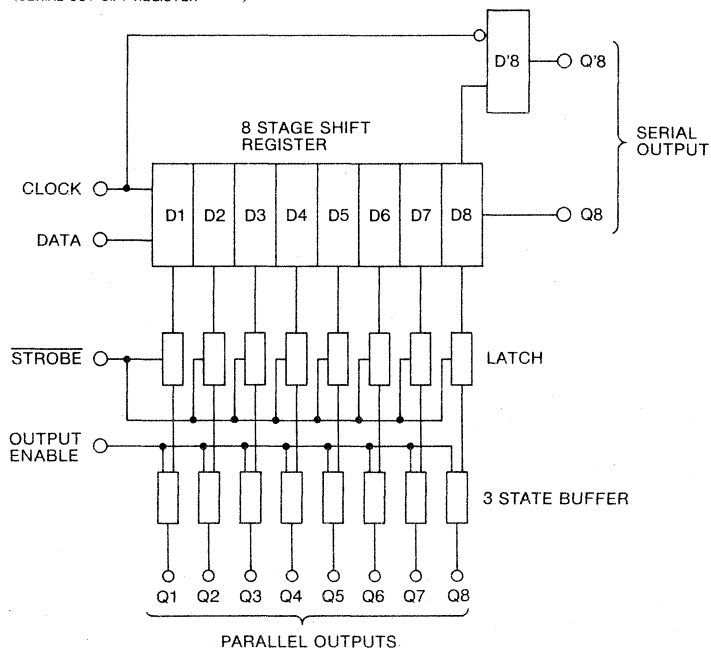 D'8
Q'8
8 STAGE SHIFT
REGISTER
SERIAL
OUTPUT
CLOCK
D1 D2 D3 D4 D5 D6 D7 D8
Q8
DATA
STROBE
LATCH
OUTPUT
ENABLE
3 STATE BUFFER
Q1 Q2 Q3 Q4 Q5 Q6 Q7 Q8
PARALLEL OUTPUTS